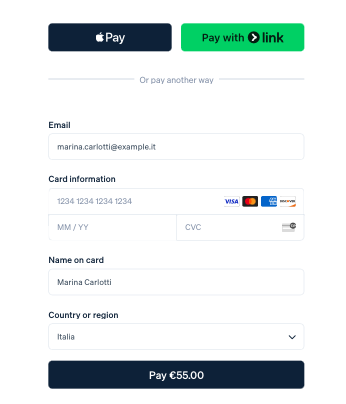 Pay
Pay with link
Or pay another way
Email
marina.carlotti@example.it
Card information
1234 1234 1234 1234 VISA
MM / YY CVC
Name on card
Marina Carlotti
Country or region
Italia
Pay €55.00